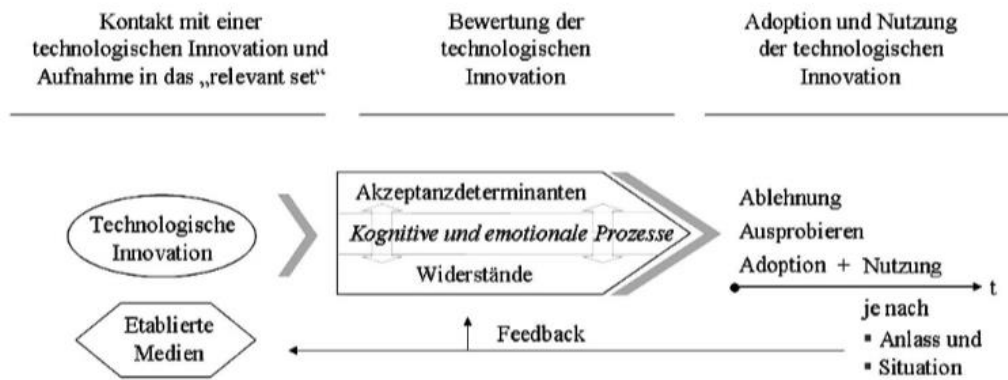 Kontakt mit einer
technologischen Innovation und
Aufnahme in das „relevant set“
Bewertung der
technologischen
Innovation
Adoption und Nutzung
der technologischen
Innovation
Technologische
Innovation
Etablierte
Medien
Akzeptanzdeterminanten
Kognitive und emotionale Prozesse
Widerstände
Feedback
Ablehnung
Ausprobieren
Adoption + Nutzung
t
je nach
▪ Anlass und
▪ Situation